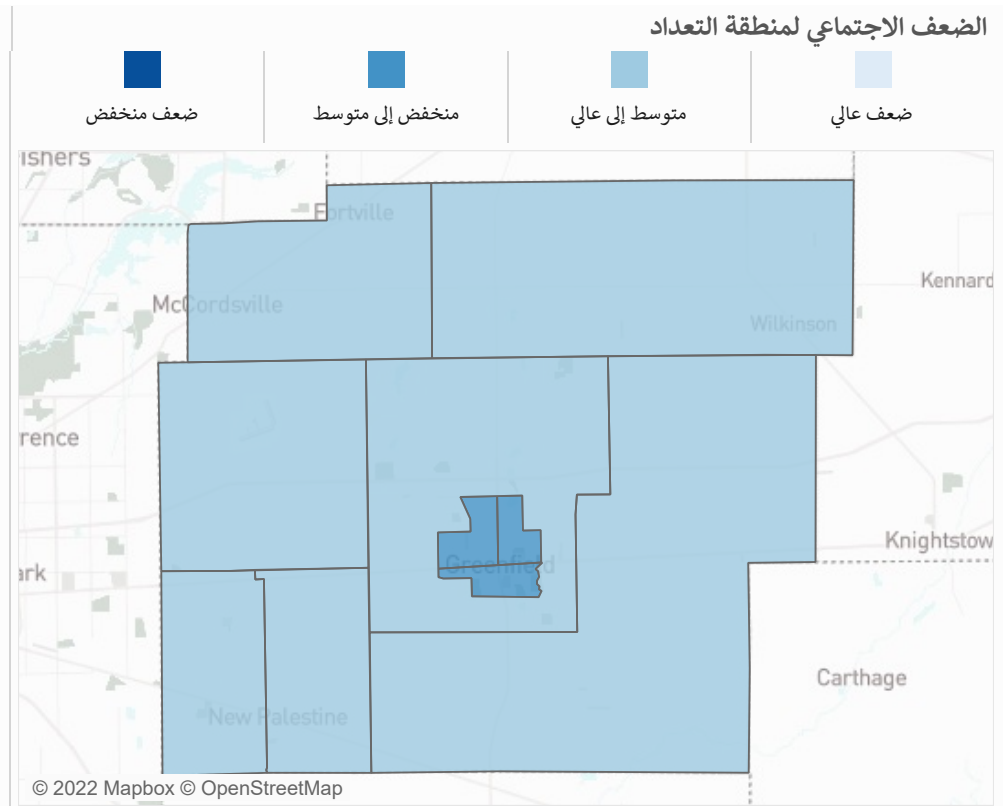 الضعف الاجتماعي لمنطقة التعداد
ضعف عالي
متوسط إلى عالي
منخفض إلى متوسط
ضعف منخفض
ishers
Fortville
McCordsville
Kennard
Wilkinson
rence
Knightstow
Greenfield
ark
Carthage
New Palestine
© 2022 Mapbox © OpenStreetMap